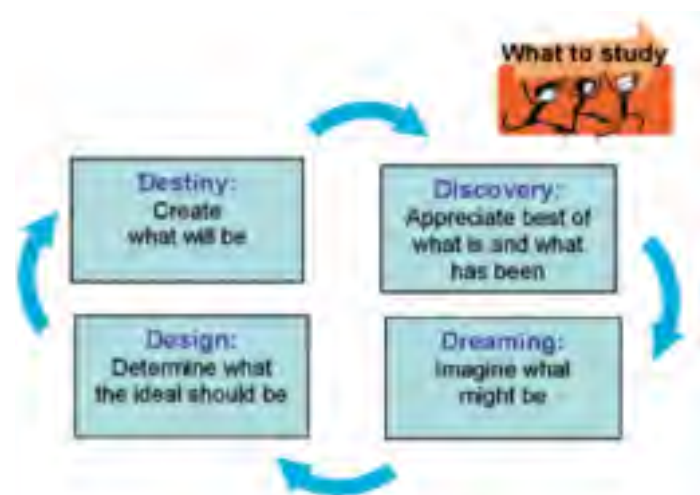 What to study
Destiny:
Create
what will be
Discovery:
Appreciate best of
what is and what
has been
Design:
Determine what
the ideal should be
Dreaming:
Imagine what
might be